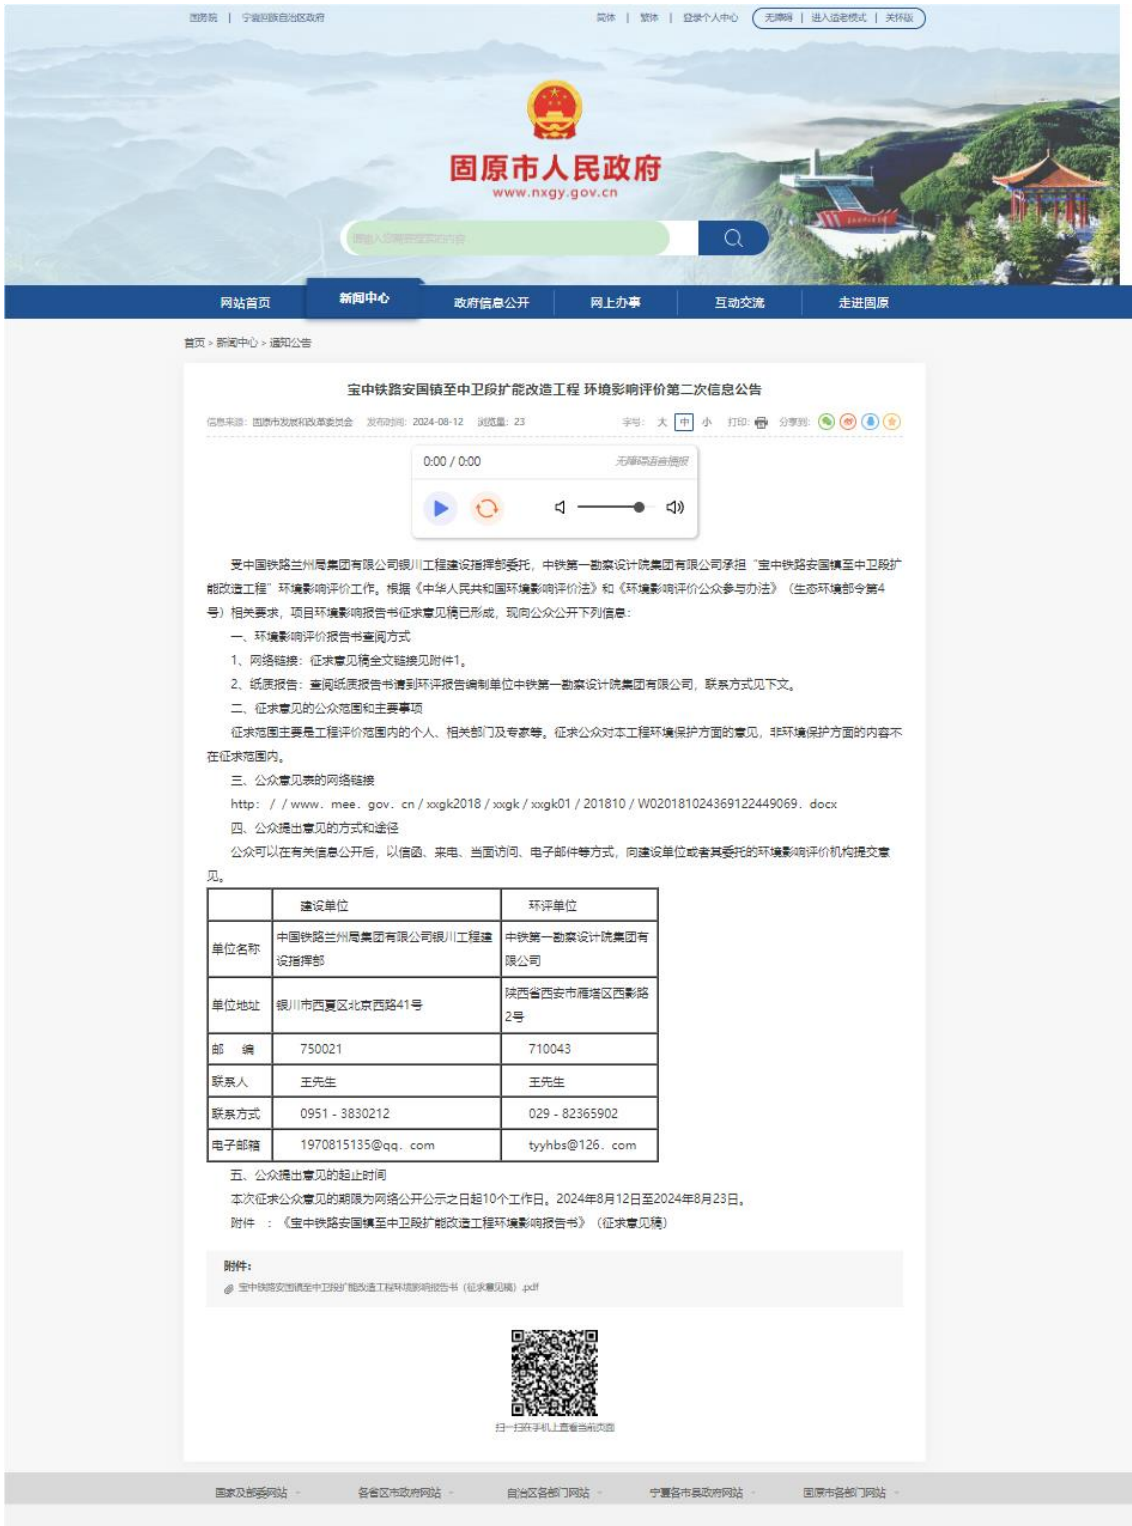 国务院 | 宁夏回族自治区政府
简体 | 繁体 | 登录个人中心 无障碍 | 进入适老模式 | 关怀版
固原市人民政府
www.nxgy.gov.cn
请输入您需要搜索的内容
网站首页 新闻中心 政府信息公开 网上办事 互动交流 走进固原
首页 > 新闻中心 > 通知公告
宝中铁路安国镇至中卫段扩能改造工程 环境影响评价第二次信息公告
信息来源: 固原市发展和改革委员会 发布时间: 2024-08-12 浏览量: 23 字号: 大 中 小 打印: 分享到:
0:00 / 0:00 无障碍语音播报
受中国铁路兰州局集团有限公司银川工程建设指挥部委托，中铁第一勘察设计院集团有限公司承担“宝中铁路安国镇至中卫段扩
能改造工程”环境影响评价工作。根据《中华人民共和国环境影响评价法》和《环境影响评价公众参与办法》（生态环境部令第4
号）相关要求，项目环境影响报告书征求意见稿已形成，现向公众公开下列信息：
一、环境影响评价报告书查阅方式
1、网络链接：征求意见稿全文链接见附件1。
2、纸质报告：查阅纸质报告书请到环评报告编制单位中铁第一勘察设计院集团有限公司，联系方式见下文。
二、征求意见的公众范围和主要事项
征求范围主要是工程评价范围内的个人、相关部门及专家等。征求公众对本工程环境保护方面的意见，非环境保护方面的内容不
在征求范围内。
三、公众意见表的网络链接
http: / / www. mee. gov. cn / xxgk2018 / xxgk / xxgk01 / 201810 / W020181024369122449069. docx
四、公众提出意见的方式和途径
公众可以在有关信息公开后，以信函、来电、当面访问、电子邮件等方式，向建设单位或者其委托的环境影响评价机构提交意
见。
建设单位 环评单位
单位名称 中国铁路兰州局集团有限公司银川工程建设指挥部 中铁第一勘察设计院集团有限公司
单位地址 银川市西夏区北京西路41号 陕西省西安市雁塔区西影路2号
邮 编 750021 710043
联系人 王先生 王先生
联系方式 0951 - 3830212 029 - 82365902
电子邮箱 1970815135@qq. com tyyhbs@126. com
五、公众提出意见的起止时间
本次征求公众意见的期限为网络公开公示之日起10个工作日。2024年8月12日至2024年8月23日。
附件 ：《宝中铁路安国镇至中卫段扩能改造工程环境影响报告书》（征求意见稿）
附件:
宝中铁路安国镇至中卫段扩能改造工程环境影响报告书（征求意见稿）.pdf
扫一扫在手机上查看当前页面
国家及部委网站 各省区市政府网站 自治区各部门网站 宁夏各市县政府网站 固原市各部门网站